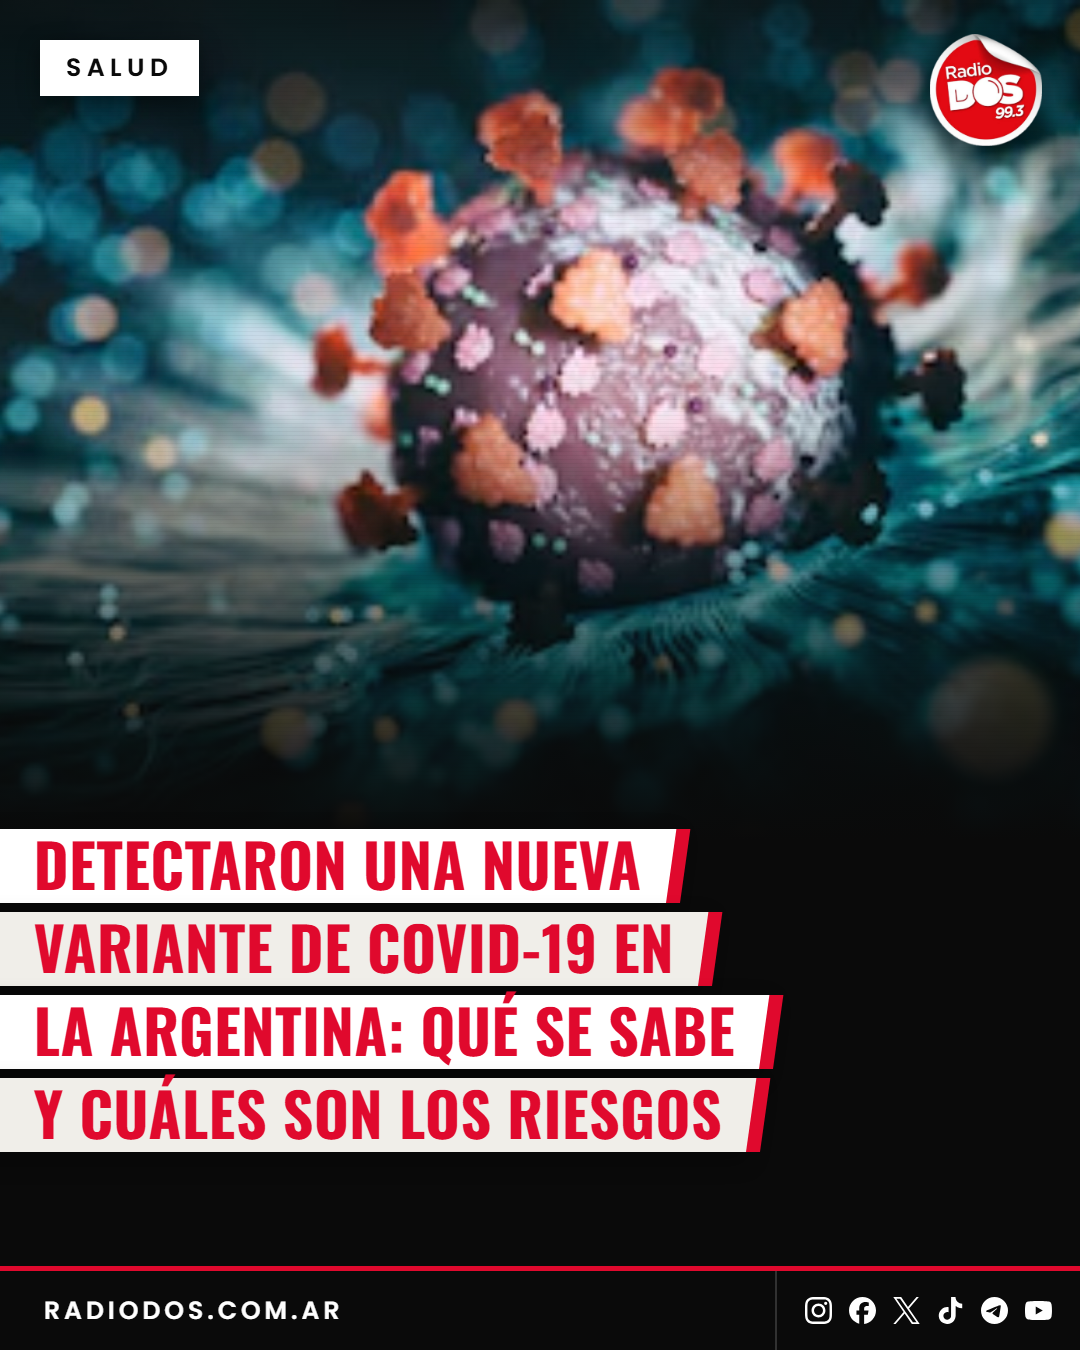 SALUD
Radio
DOS
99.3
DETECTARON UNA NUEVA
VARIANTE DE COVID-19 EN
LA ARGENTINA: QUÉ SE SABE
Y CUÁLES SON LOS RIESGOS
RADIODOS.COM.AR